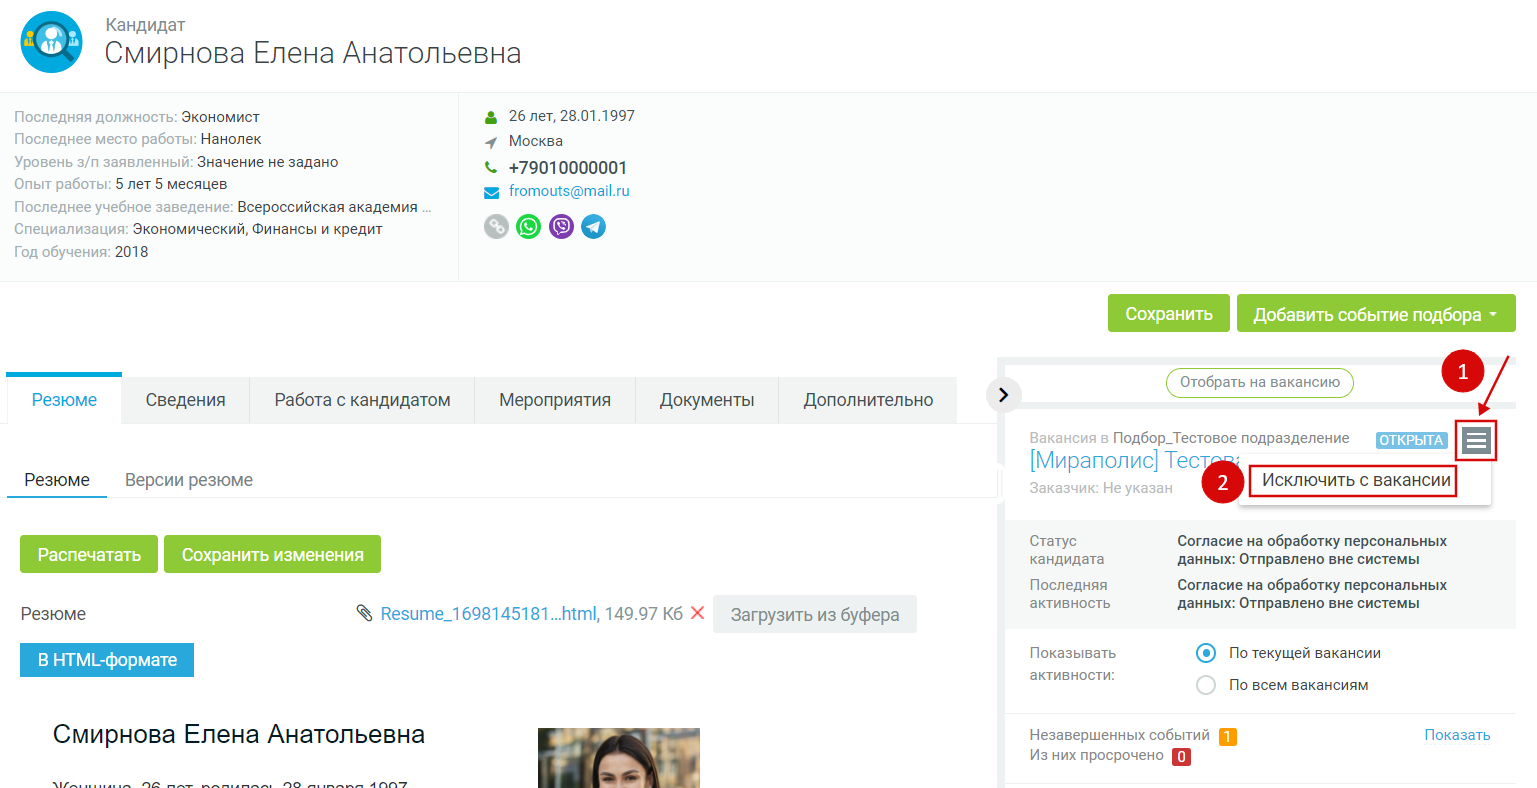 Кандидат
Смирнова Елена Анатольевна
Последняя должность: Экономист
Последнее место работы: Нанолек
Уровень з/п заявленный: Значение не задано
Опыт работы: 5 лет 5 месяцев
Последнее учебное заведение: Всероссийская академия ...
Специализация: Экономический, Финансы и кредит
Год обучения: 2018
26 лет, 28.01.1997
Москва
+79010000001
fromouts@mail.ru
Сохранить
Добавить событие подбора
Резюме
Сведения
Работа с кандидатом
Мероприятия
Документы
Дополнительно
Резюме
Версии резюме
Распечатать
Сохранить изменения
Резюме
Resume_1698145181...html, 149.97 Кб
Загрузить из буфера
В HTML-формате
Смирнова Елена Анатольевна
Женщина, 26 лет, родилась 28 января 1997
Отобрать на вакансию
1
Вакансия в Подбор_Тестовое подразделение
ОТКРЫТА
[Мираполис] Тестова
2
Исключить с вакансии
Заказчик: Не указан
Статус кандидата
Согласие на обработку персональных
данных: Отправлено вне системы
Последняя активность
Согласие на обработку персональных
данных: Отправлено вне системы
Показывать активности:
По текущей вакансии
По всем вакансиям
Незавершенных событий 1
Показать
Из них просрочено 0